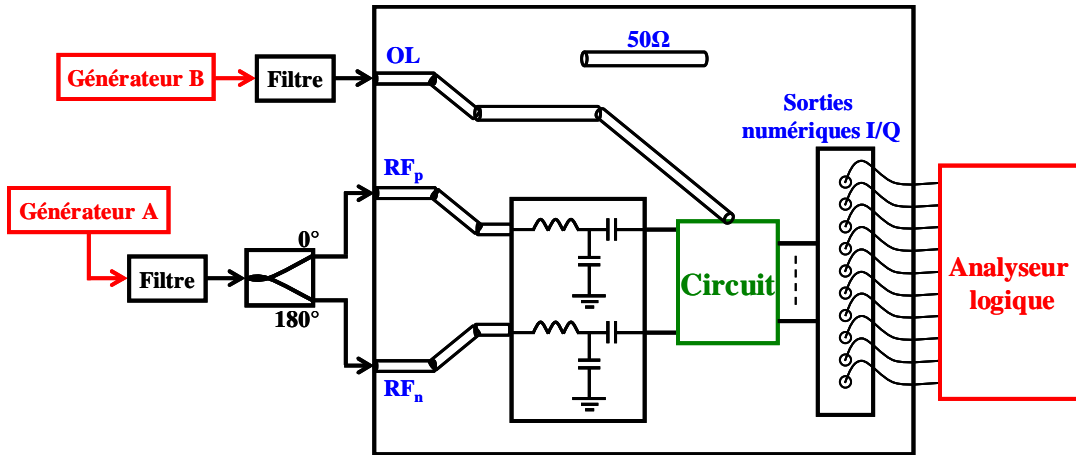 50Ω
OL
Générateur B
Filtre
Sorties
numériques I/Q
RFp
Générateur A
0°
Filtre
180°
Circuit
Analyseur
logique
RFn